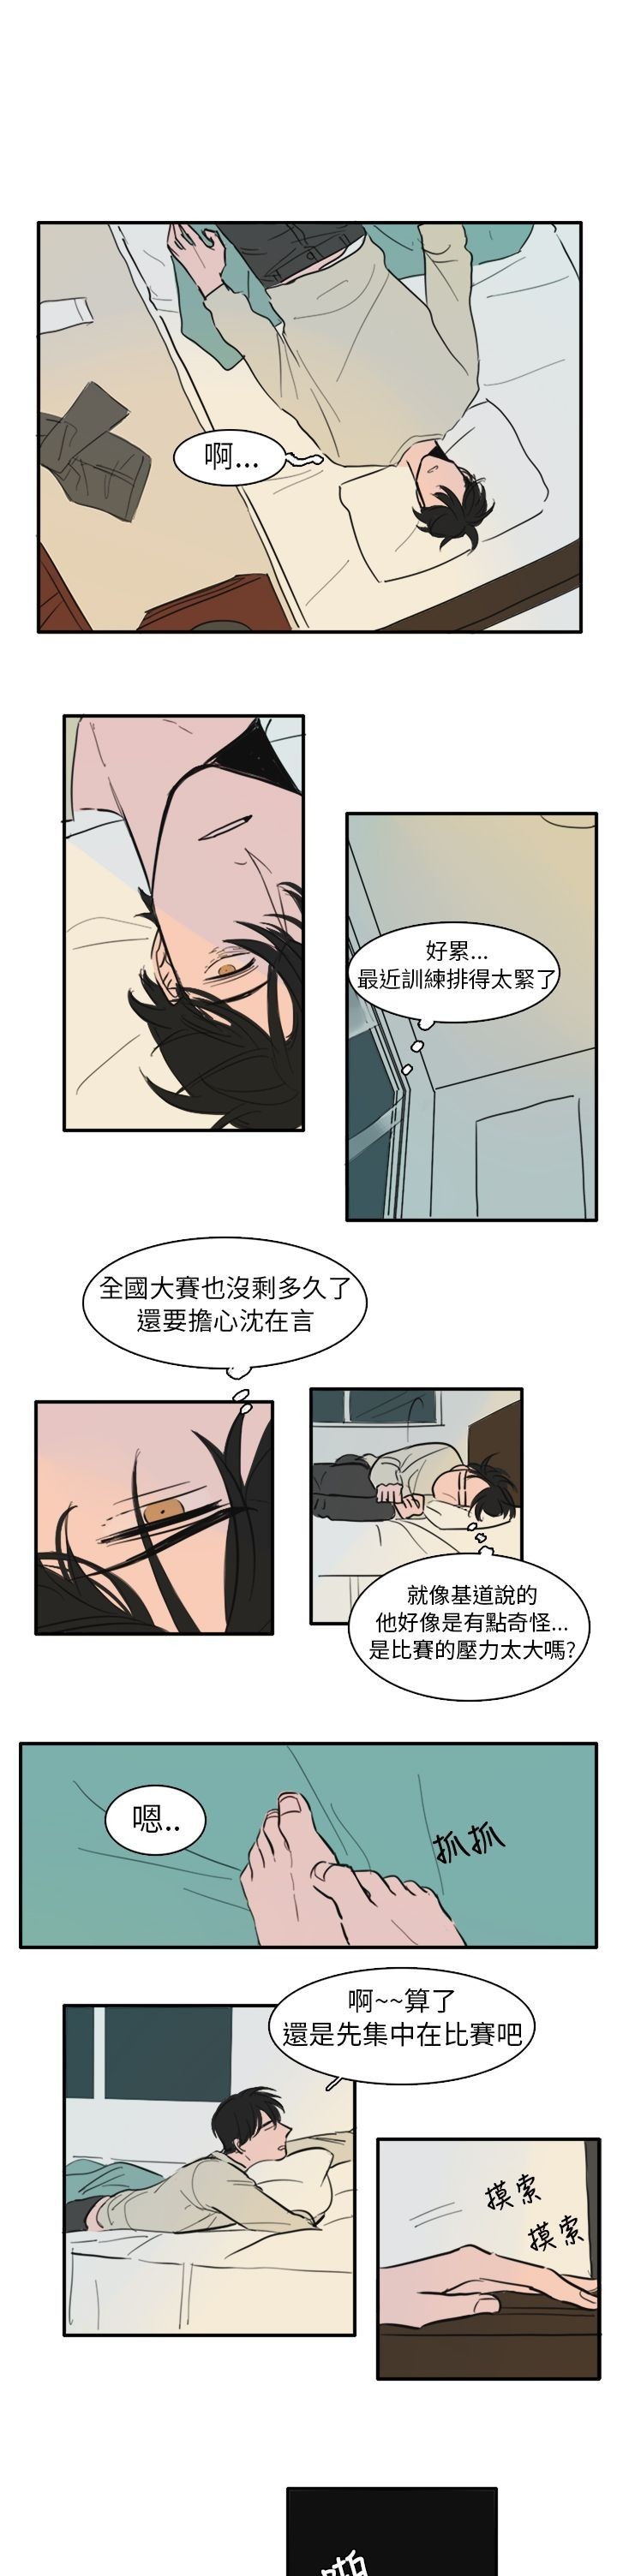 啊...
好累...
最近訓練排得太緊了
全國大賽也沒剩多久了
還要擔心沈在言
就像基道說的
他好像是有點奇怪...
是比賽的壓力太大嗎?
嗯..
抓抓
啊~~算了
還是先集中在比賽吧
摸索
摸索